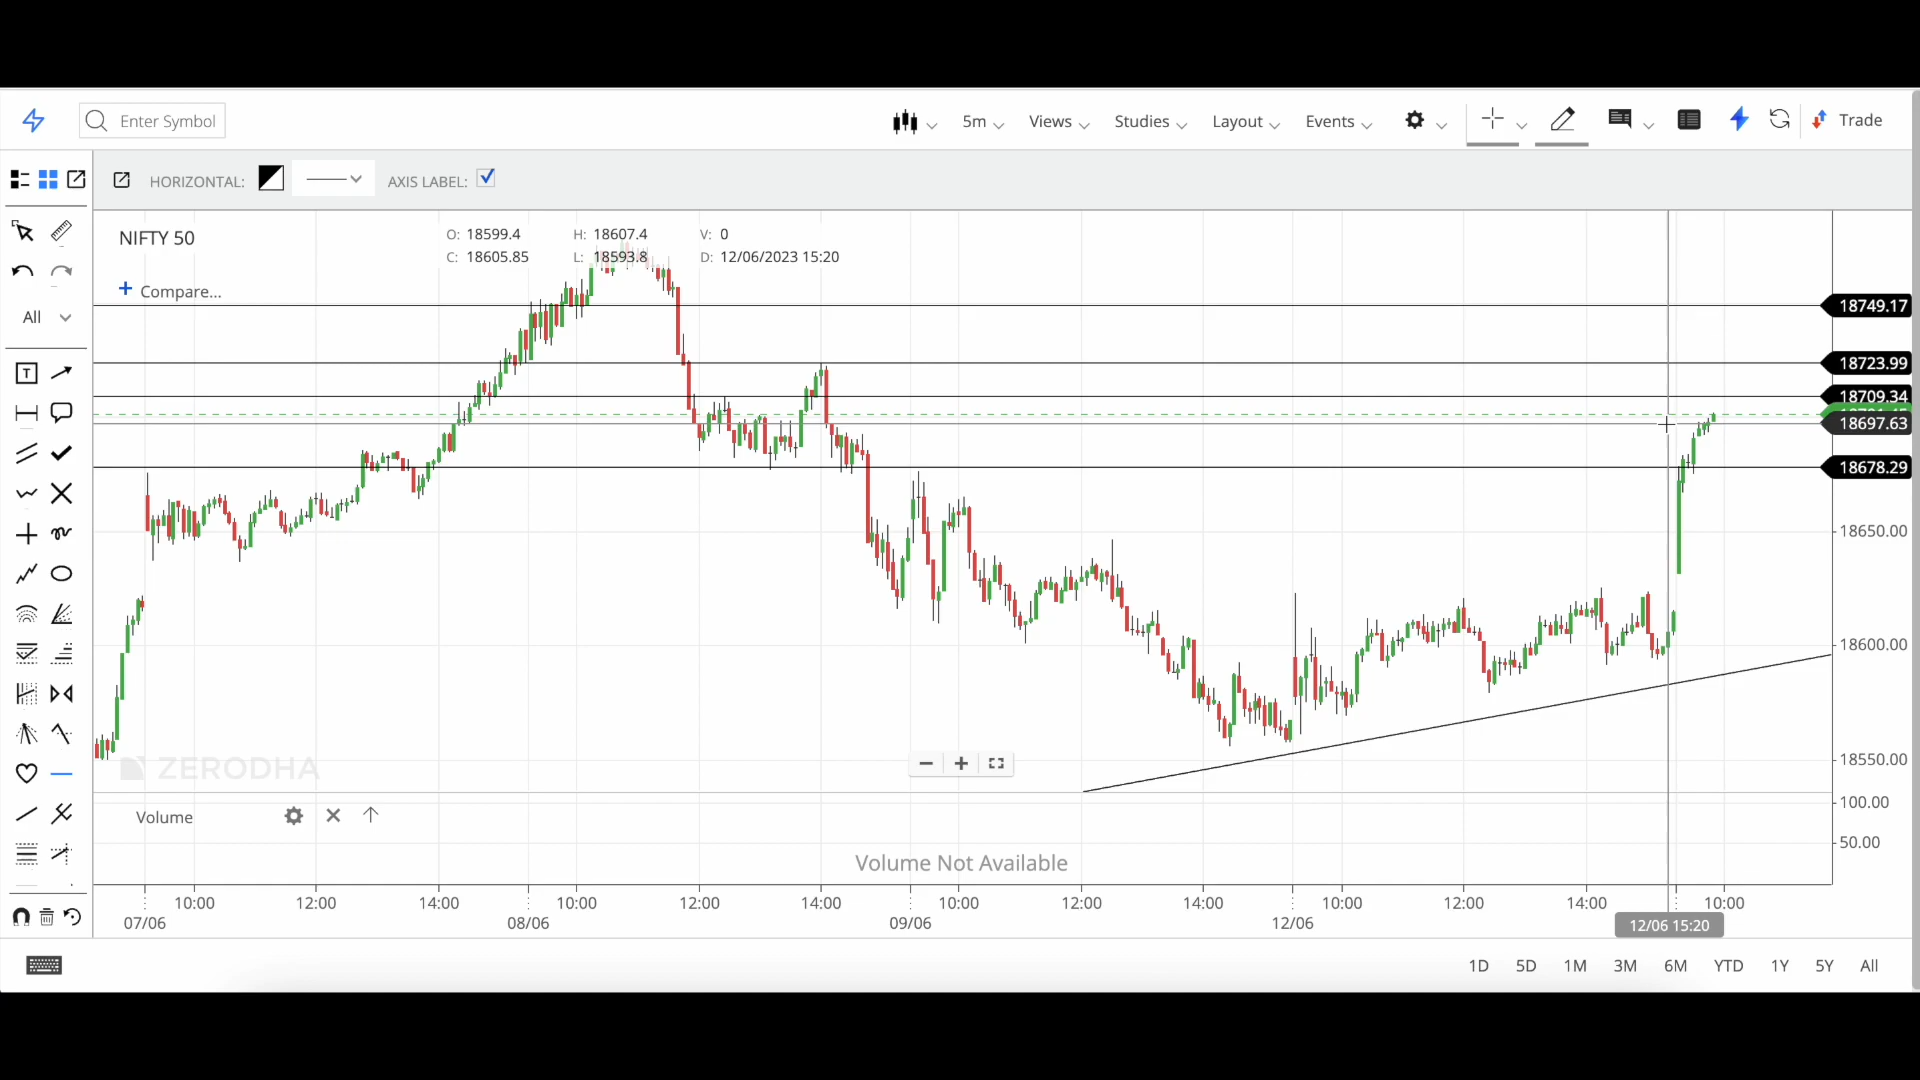 Enter Symbol
5m
Views
Studies
Layout
Events
Trade
HORIZONTAL:
AXIS LABEL:
NIFTY 50
O: 18599.4 H: 18607.4 V: 0
C: 18605.85 L: 18593.8 D: 12/06/2023 15:20
+ Compare...
All
T
18749.17
18723.99
18709.34
18697.63
18678.29
18650.00
18600.00
18550.00
ZERODHA
Volume
100.00
50.00
Volume Not Available
10:00 12:00 14:00 10:00 12:00 14:00 10:00 12:00 14:00 10:00 12:00 14:00 10:00
07/06 08/06 09/06 12/06 12/06 15:20
1D 5D 1M 3M 6M YTD 1Y 5Y All